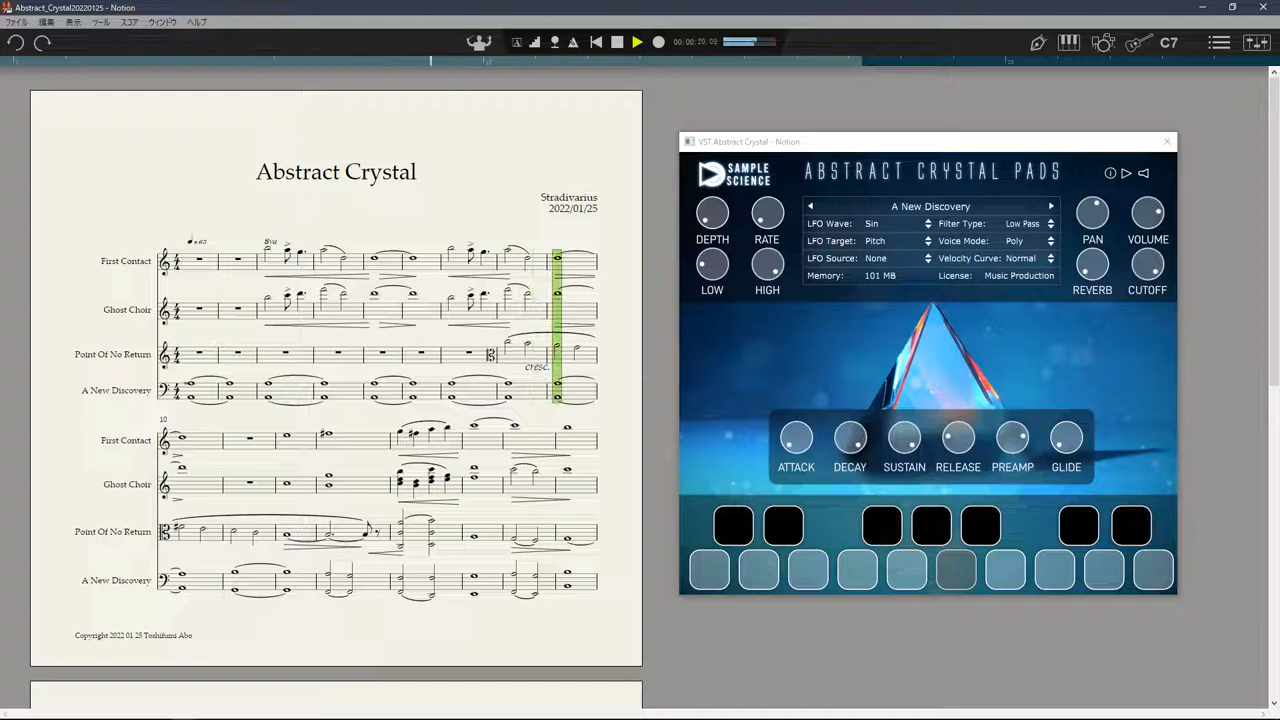 Abstract_Crystal20220125 - Notion
ファイル 編集 表示 ツール スコア ウィンドウ ヘルプ
C7
Abstract Crystal
Stradivarius
2022/01/25
8va
First Contact
Ghost Choir
Point Of No Return
cresc.
A New Discovery
10
First Contact
Ghost Choir
Point Of No Return
A New Discovery
Copyright 2022 01 25 Toshifumi Abo
VST Abstract Crystal - Notion
SAMPLE SCIENCE
ABSTRACT CRYSTAL PADS
A New Discovery
LFO Wave: Sin Filter Type: Low Pass
LFO Target: Pitch Voice Mode: Poly
LFO Source: None Velocity Curve: Normal
Memory: 101 MB License: Music Production
DEPTH RATE PAN VOLUME
LOW HIGH REVERB CUTOFF
ATTACK DECAY SUSTAIN RELEASE PREAMP GLIDE